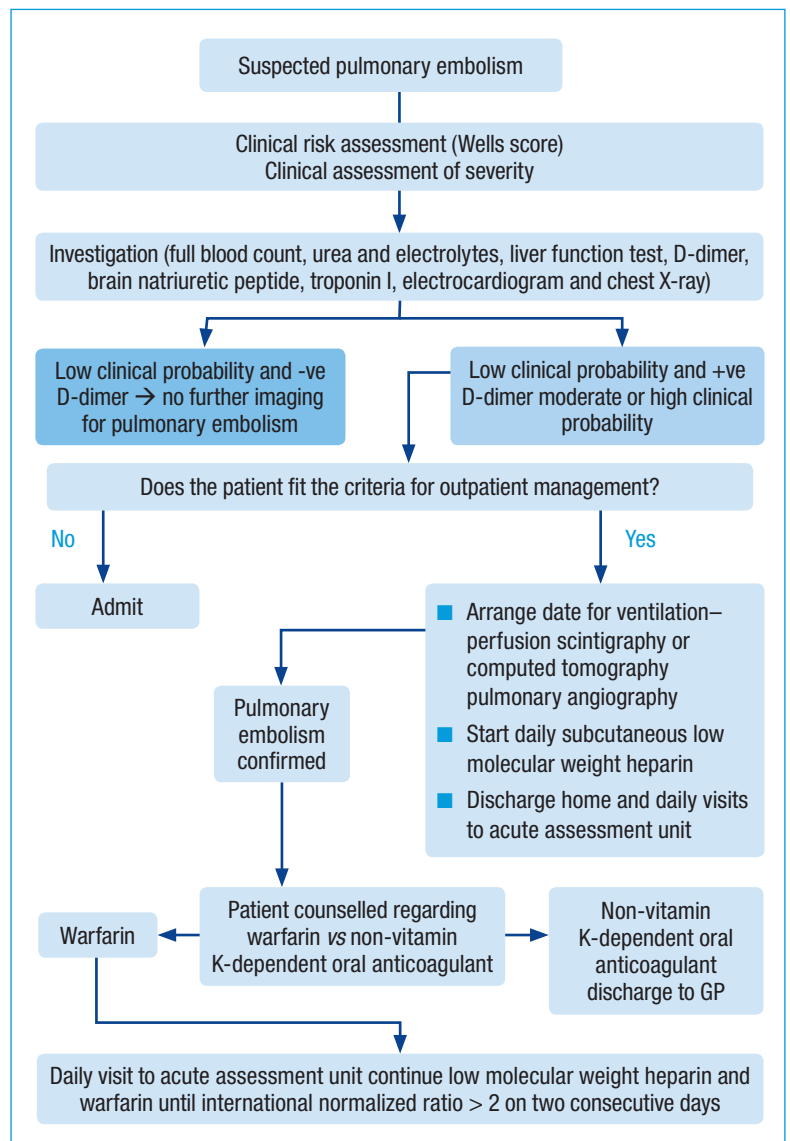 Suspected pulmonary embolism
Clinical risk assessment (Wells score)
Clinical assessment of severity
Investigation (full blood count, urea and electrolytes, liver function test, D-dimer,
brain natriuretic peptide, troponin I, electrocardiogram and chest X-ray)
Low clinical probability and -ve
D-dimer → no further imaging
for pulmonary embolism
Low clinical probability and +ve
D-dimer moderate or high clinical
probability
Does the patient fit the criteria for outpatient management?
No
Yes
Admit
■ Arrange date for ventilation–
perfusion scintigraphy or
computed tomography
pulmonary angiography
■ Start daily subcutaneous low
molecular weight heparin
■ Discharge home and daily visits
to acute assessment unit
Pulmonary
embolism
confirmed
Patient counselled regarding
warfarin vs non-vitamin
K-dependent oral anticoagulant
Warfarin
Non-vitamin
K-dependent oral
anticoagulant
discharge to GP
Daily visit to acute assessment unit continue low molecular weight heparin and
warfarin until international normalized ratio > 2 on two consecutive days